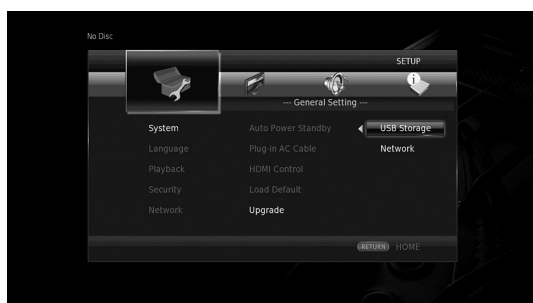 No Disc
SETUP
--- General Setting ---
System Auto Power Standby USB Storage
Language Plug-in AC Cable Network
Playback HDMI Control
Security Load Default
Network Upgrade
RETURN HOME